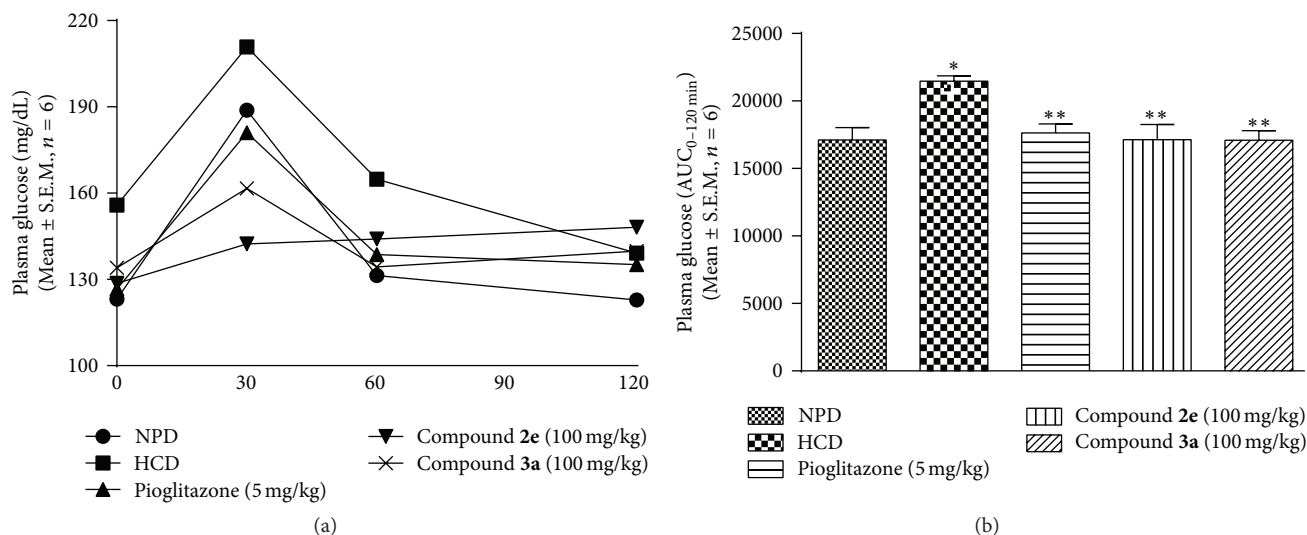 Plasma glucose (mg/dL)
(Mean ± S.E.M., n = 6)
220
190
160
130
100
0
30
60
90
120
NPD
HCD
Pioglitazone (5 mg/kg)
Compound 2e (100 mg/kg)
Compound 3a (100 mg/kg)
(a)
Plasma glucose (AUC0–120 min)
(Mean ± S.E.M., n = 6)
25000
20000
15000
10000
5000
0
*
**
**
**
NPD
HCD
Pioglitazone (5 mg/kg)
Compound 2e (100 mg/kg)
Compound 3a (100 mg/kg)
(b)